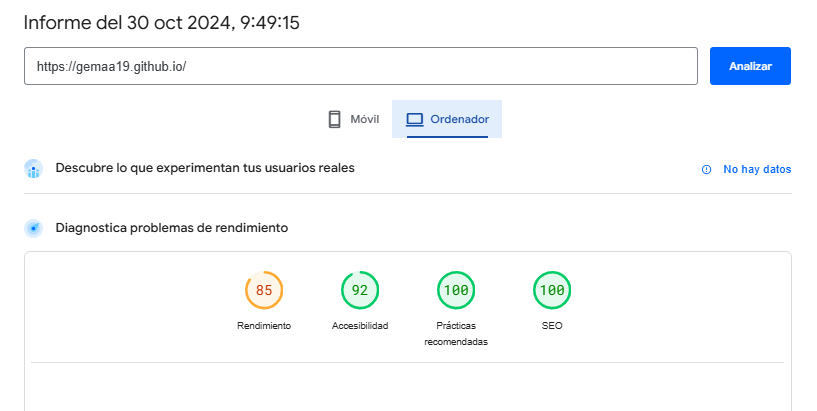 Informe del 30 oct 2024, 9:49:15
https://gemaa19.github.io/
Analizar
Móvil
Ordenador
Descubre lo que experimentan tus usuarios reales
No hay datos
Diagnostica problemas de rendimiento
85
92
100
100
Rendimiento
Accesibilidad
Prácticas
recomendadas
SEO